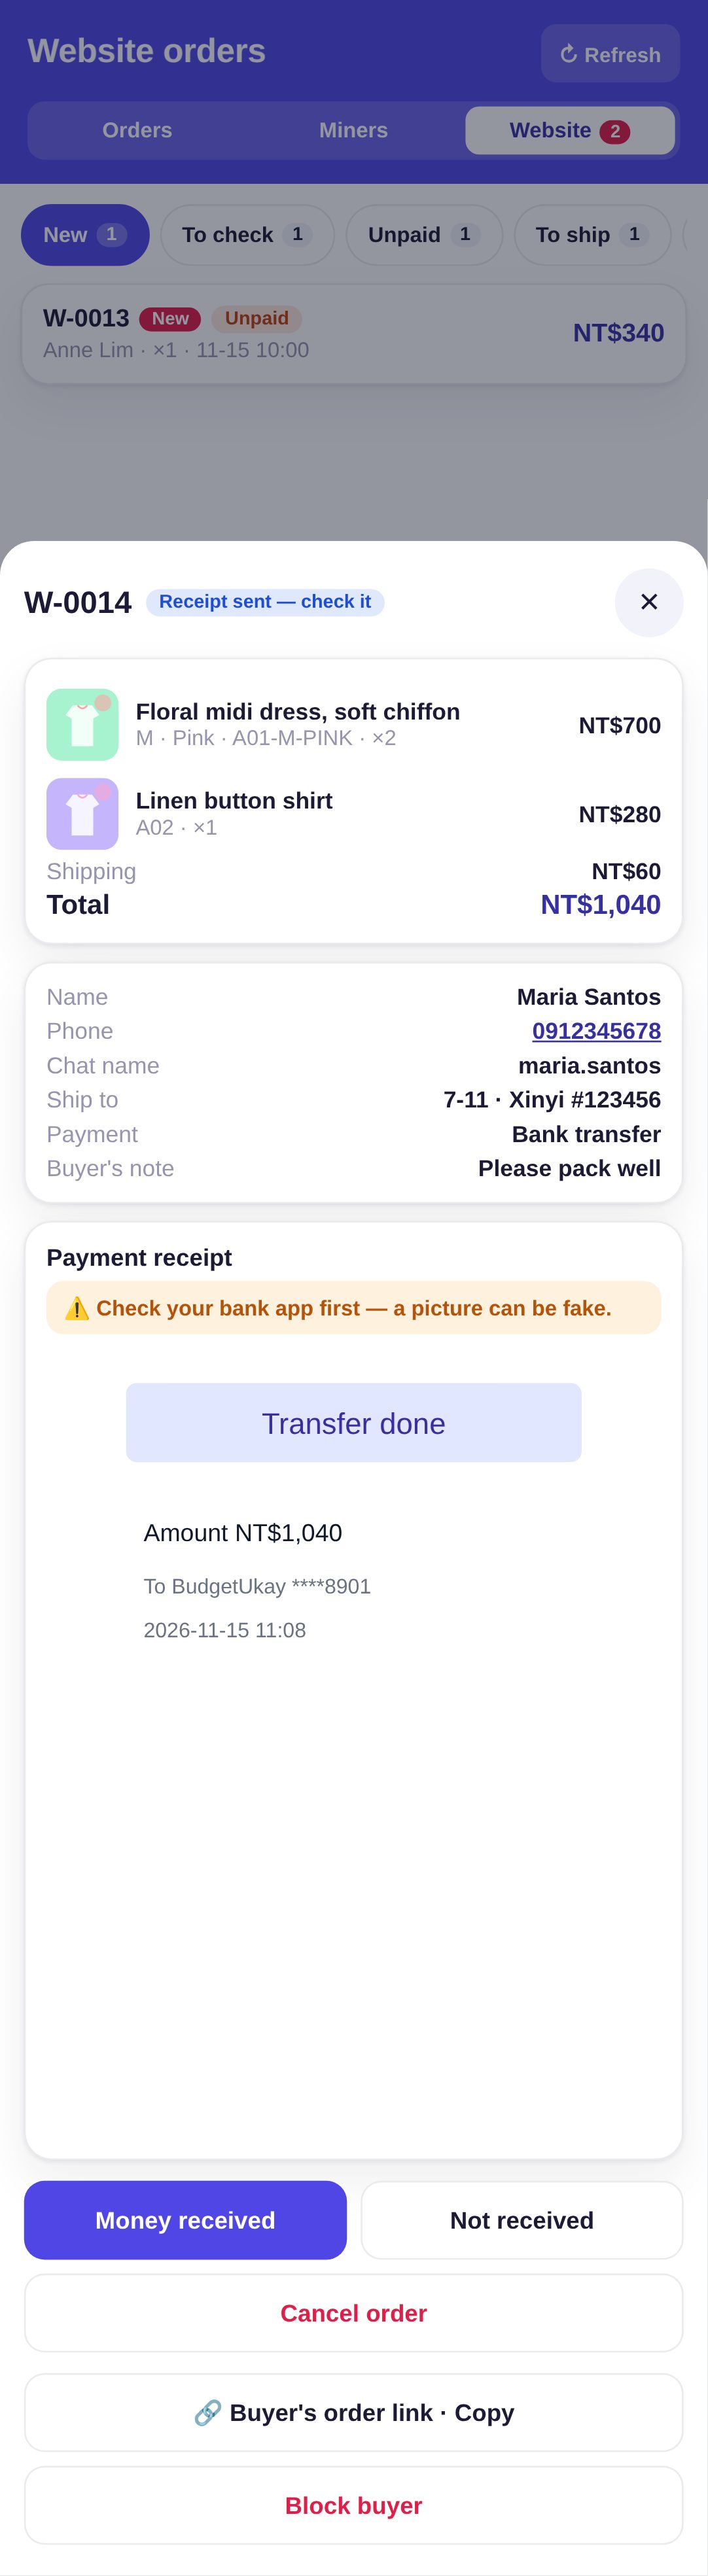 Website orders
↻ Refresh
Orders Miners Website 2
New 1 To check 1 Unpaid 1 To ship 1
W-0013 New Unpaid
NT$340
Anne Lim · ×1 · 11-15 10:00
W-0014 Receipt sent — check it ✕
Floral midi dress, soft chiffon
NT$700
M · Pink · A01-M-PINK · ×2
Linen button shirt
NT$280
A02 · ×1
Shipping NT$60
Total NT$1,040
Name Maria Santos
Phone 0912345678
Chat name maria.santos
Ship to 7-11 · Xinyi #123456
Payment Bank transfer
Buyer's note Please pack well
Payment receipt
⚠️ Check your bank app first — a picture can be fake.
Transfer done
Amount NT$1,040
To BudgetUkay ****8901
2026-11-15 11:08
Money received Not received
Cancel order
🔗 Buyer's order link · Copy
Block buyer